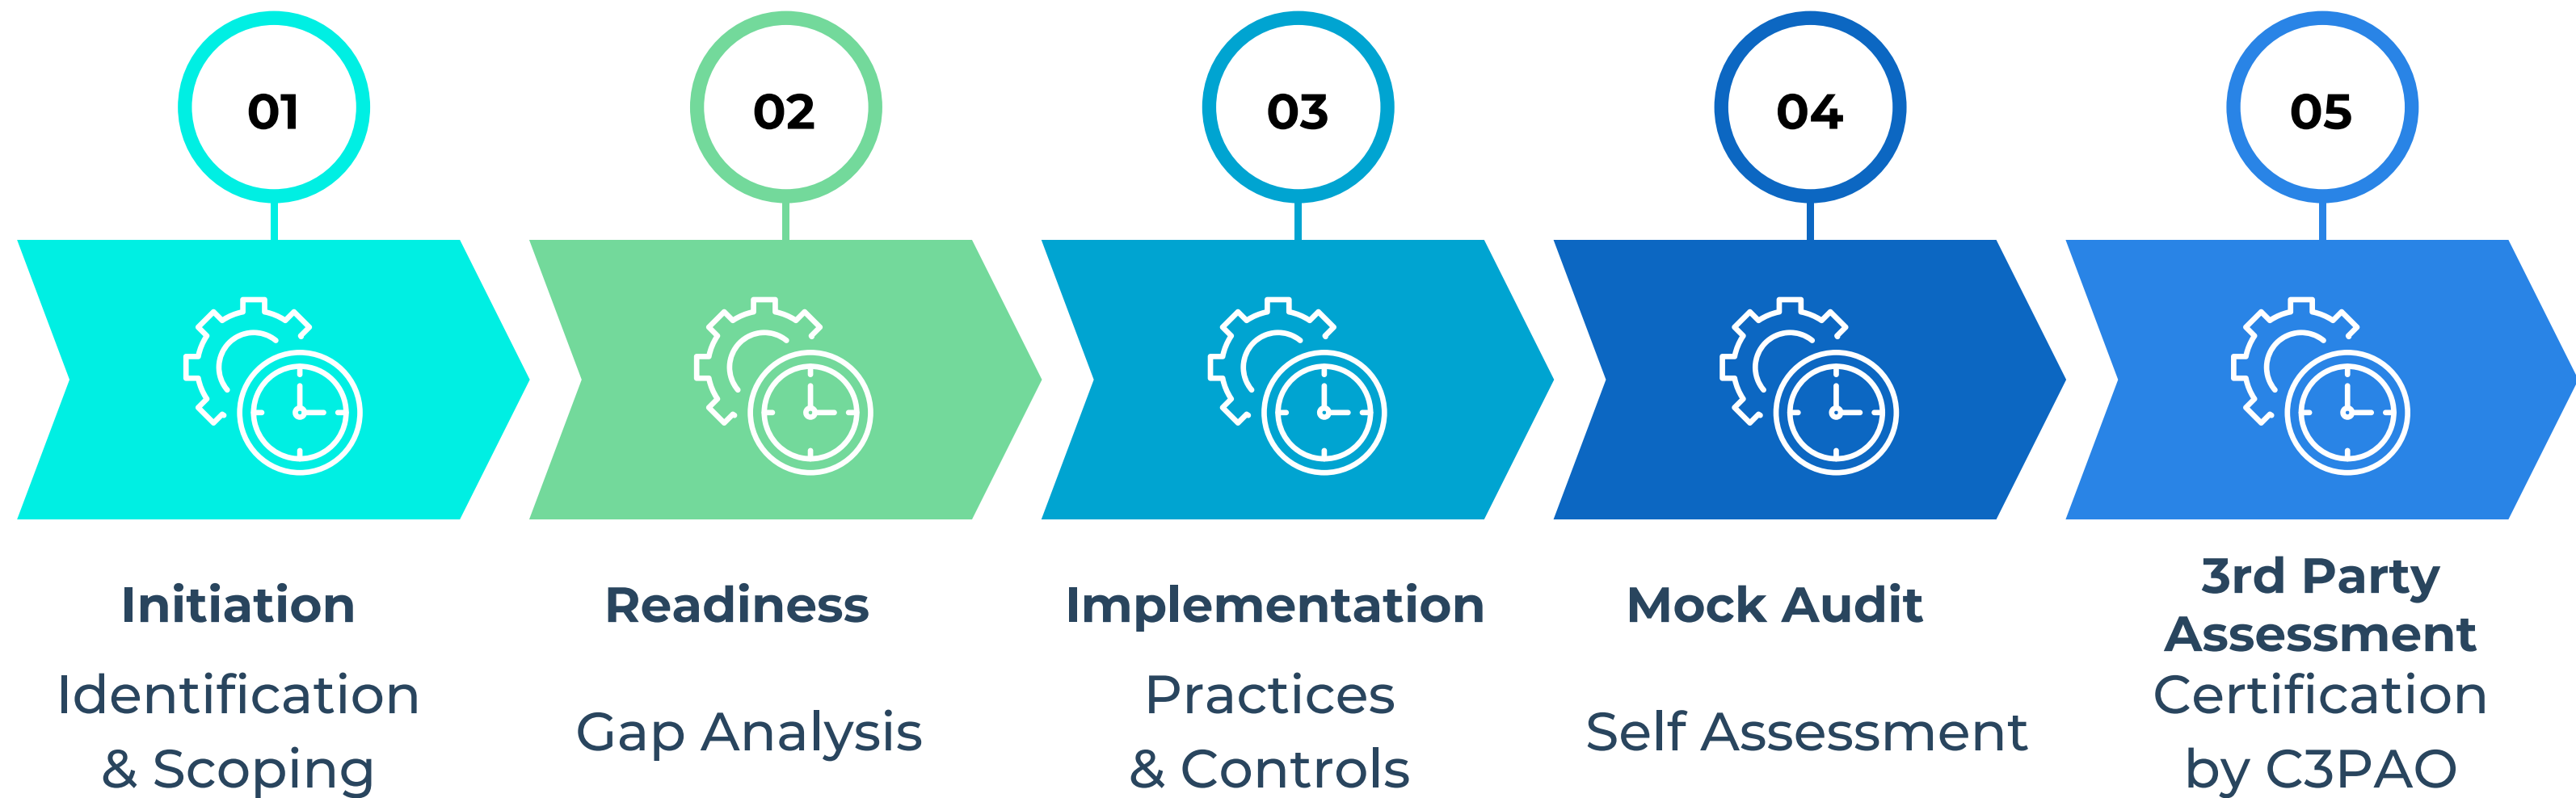 01
02
03
04
05
Initiation
Identification
& Scoping
Readiness
Gap Analysis
Implementation
Practices
& Controls
Mock Audit
Self Assessment
3rd Party
Assessment
Certification
by C3PAO